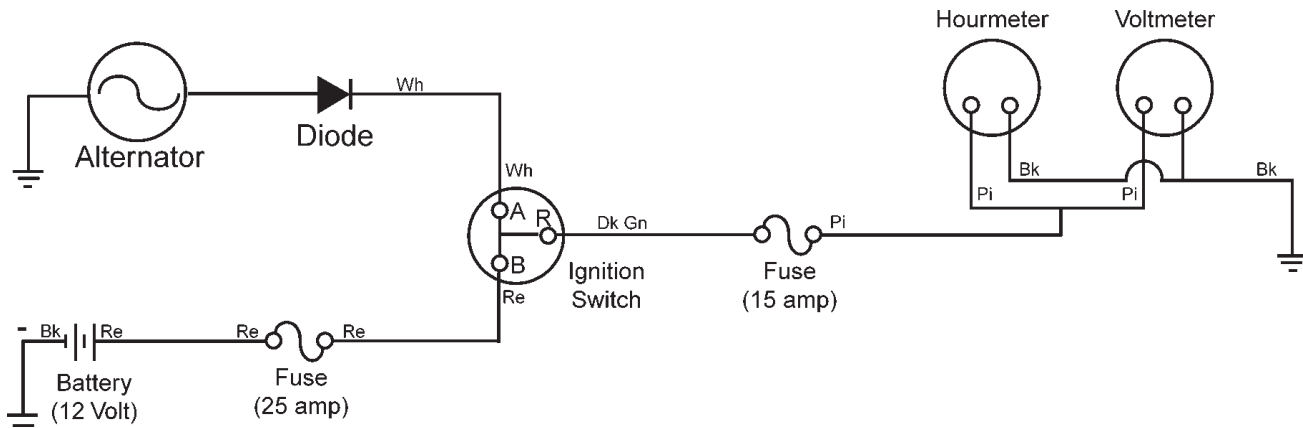 Hourmeter
Voltmeter
Wh
Diode
Alternator
Wh
Bk
Bk
Pi
Pi
A
R
Dk Gn
Pi
B
Ignition
Switch
Fuse
(15 amp)
Re
-
Bk
Re
Re
Re
Battery
(12 Volt)
Fuse
(25 amp)